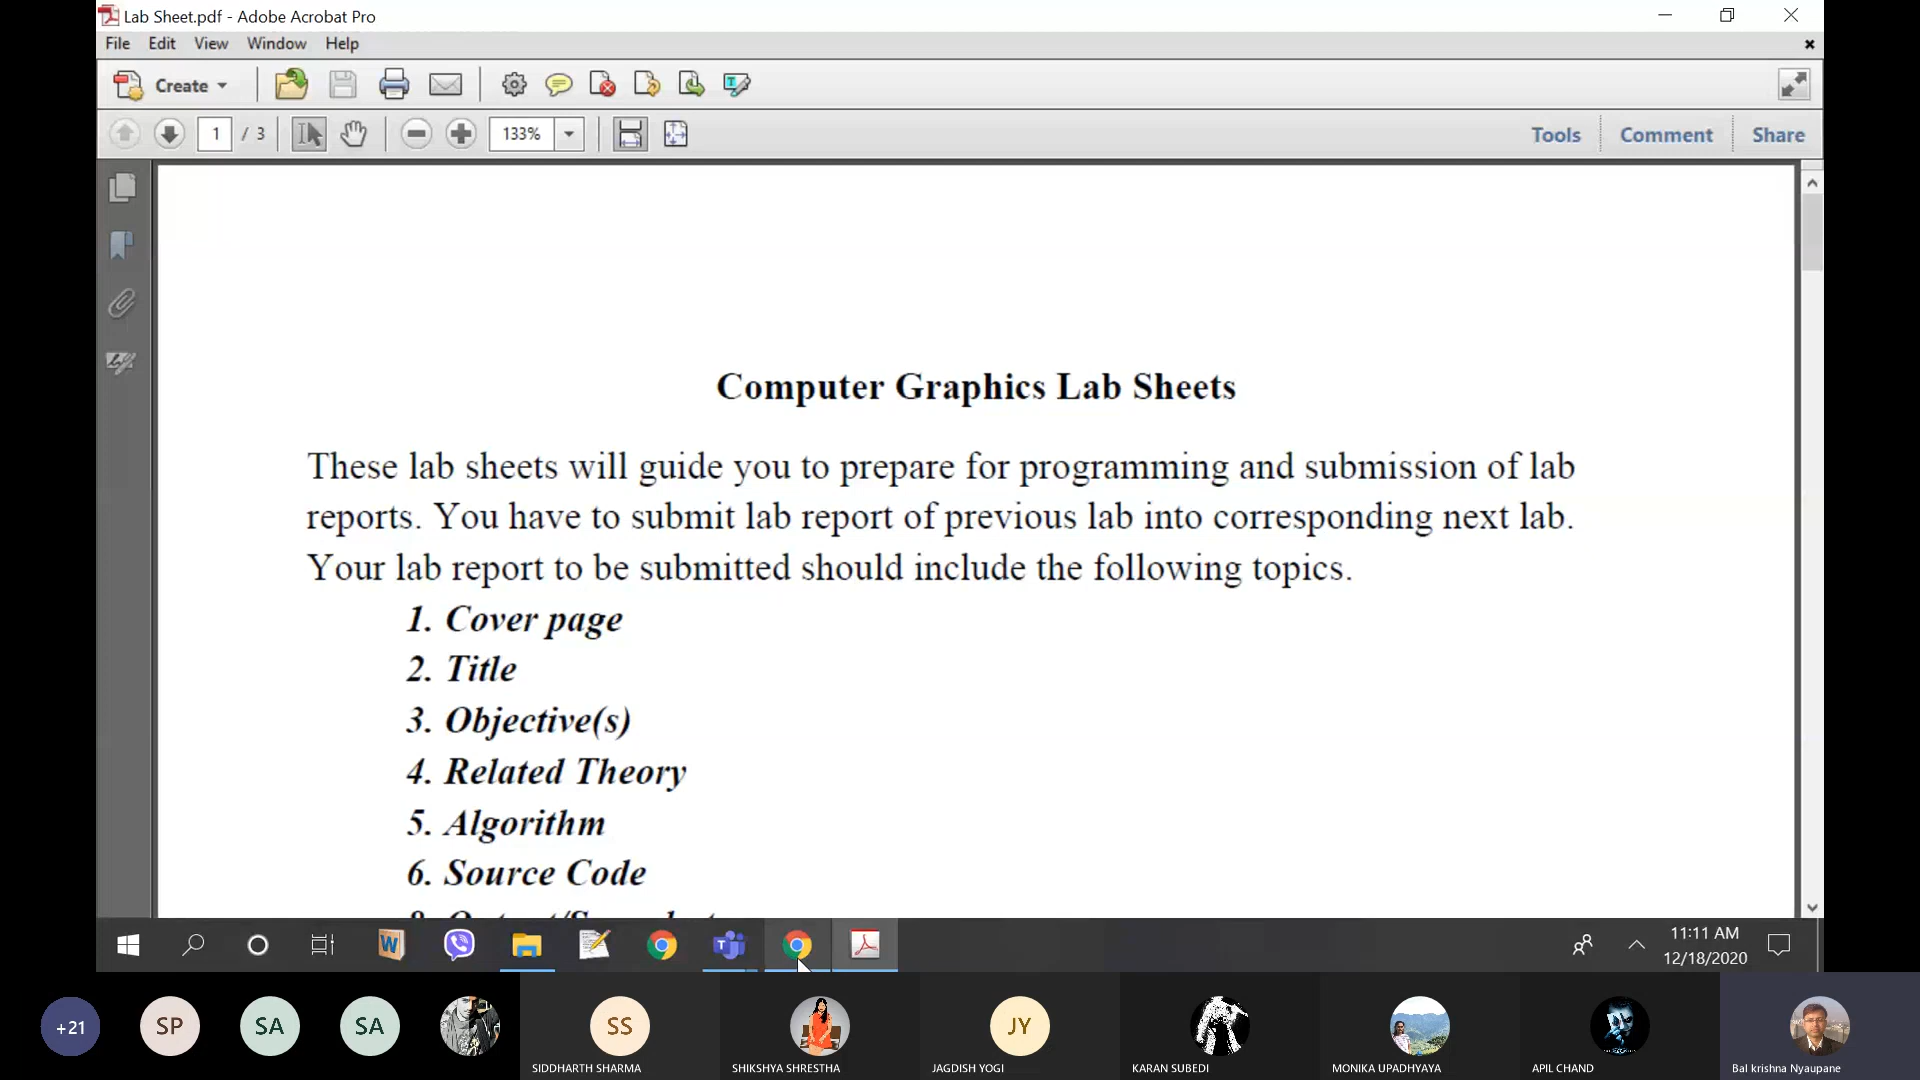 Lab Sheet.pdf - Adobe Acrobat Pro
File Edit View Window Help
Create
1 / 3 133% Tools Comment Share
Computer Graphics Lab Sheets
These lab sheets will guide you to prepare for programming and submission of lab
reports. You have to submit lab report of previous lab into corresponding next lab.
Your lab report to be submitted should include the following topics.
1. Cover page
2. Title
3. Objective(s)
4. Related Theory
5. Algorithm
6. Source Code
11:11 AM
12/18/2020
+21 SP SA SA SS JY
SIDDHARTH SHARMA SHIKSHYA SHRESTHA JAGDISH YOGI KARAN SUBEDI MONIKA UPADHYAYA APIL CHAND Bal krishna Nyaupane